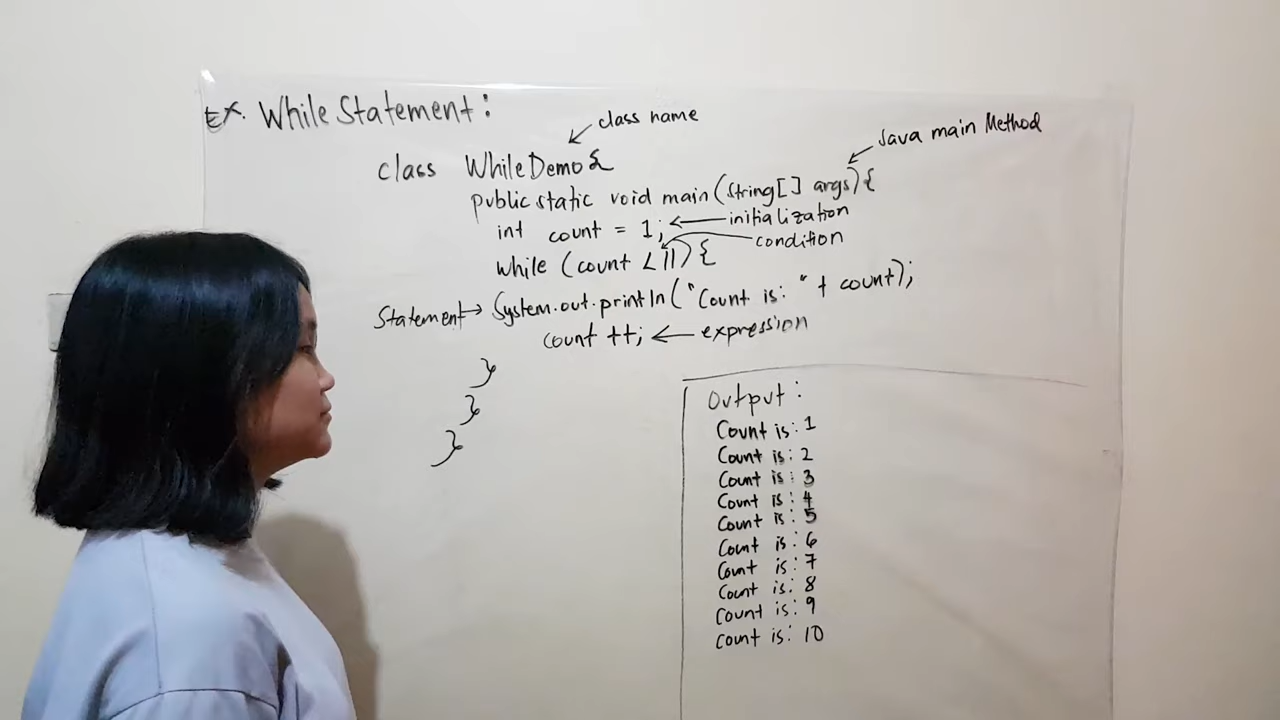 Ex. While Statement:
class name
Java main Method
class WhileDemo{
public static void main(String[] args){
int count = 1; ← initialization
condition
while (count < 11) {
Statement → System.out.println("Count is: " + count);
count ++; ← expression
}
}
}
Output:
Count is: 1
Count is: 2
Count is: 3
Count is: 4
Count is: 5
Count is: 6
Count is: 7
Count is: 8
Count is: 9
Count is: 10